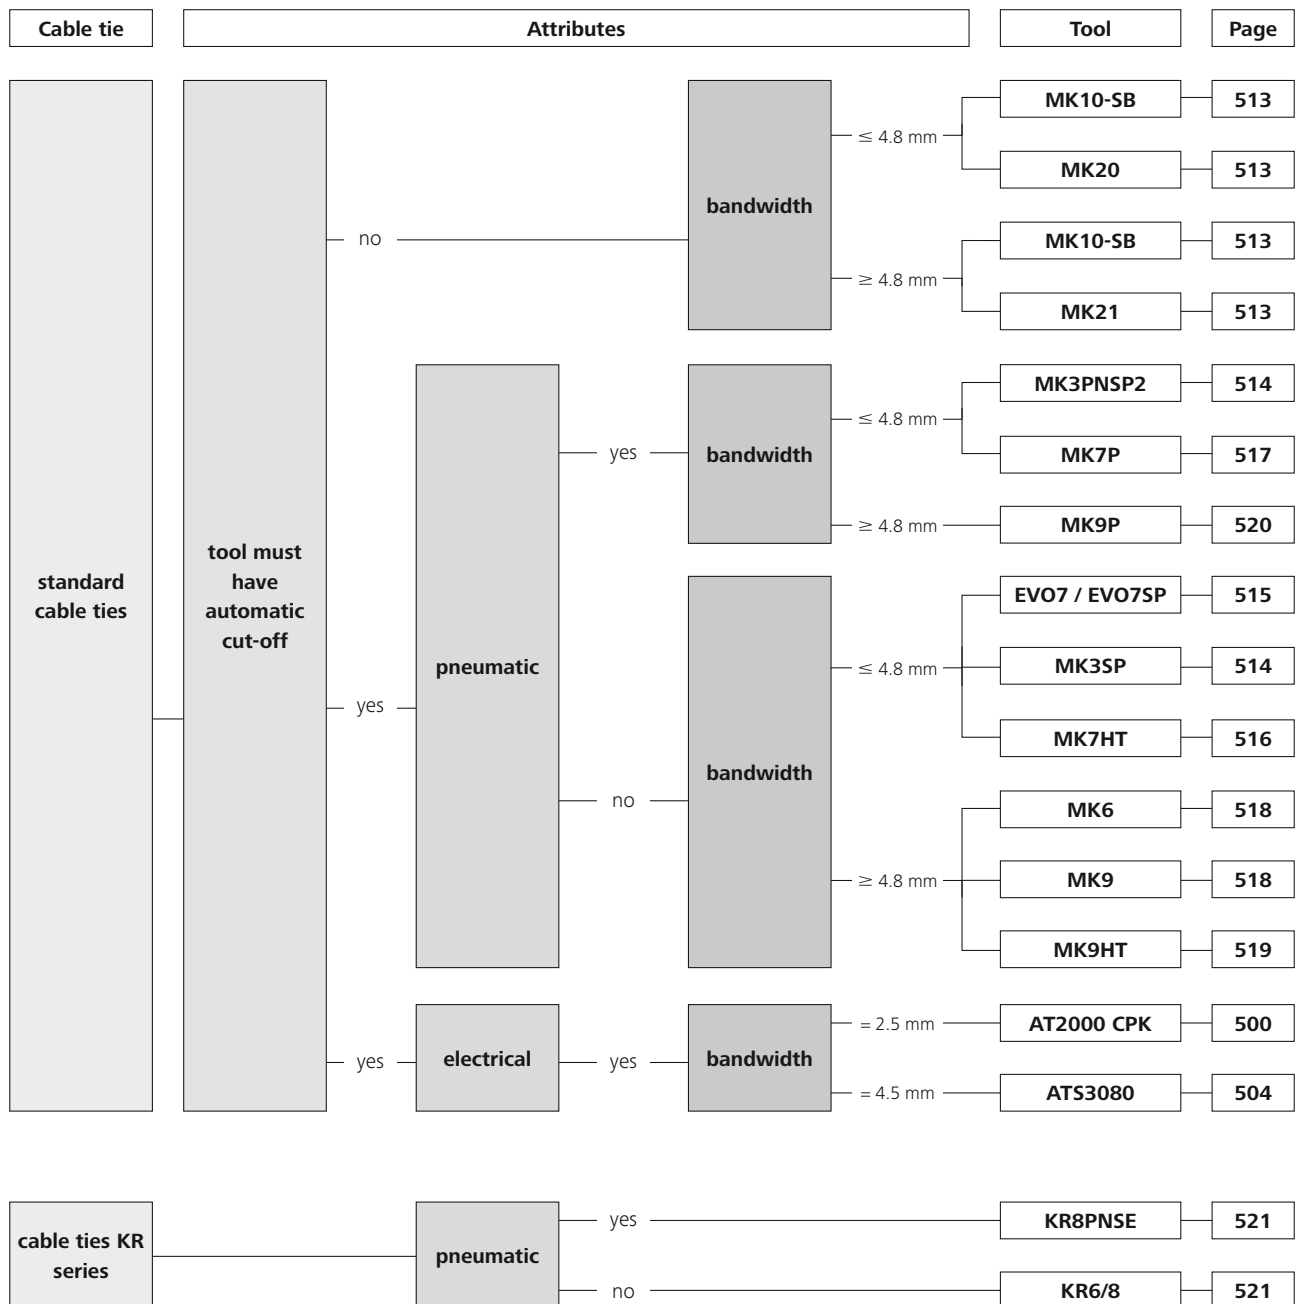 Cable tie
Attributes
Tool
Page
standard
cable ties
tool must
have
automatic
cut-off
no
bandwidth
≤ 4.8 mm
MK10-SB
513
MK20
513
≥ 4.8 mm
MK10-SB
513
MK21
513
yes
pneumatic
yes
bandwidth
≤ 4.8 mm
MK3PNSP2
514
MK7P
517
≥ 4.8 mm
MK9P
520
no
bandwidth
≤ 4.8 mm
EVO7 / EVO7SP
515
MK3SP
514
MK7HT
516
≥ 4.8 mm
MK6
518
MK9
518
MK9HT
519
yes
electrical
yes
bandwidth
= 2.5 mm
AT2000 CPK
500
= 4.5 mm
ATS3080
504
cable ties KR
series
pneumatic
yes
KR8PNSE
521
no
KR6/8
521